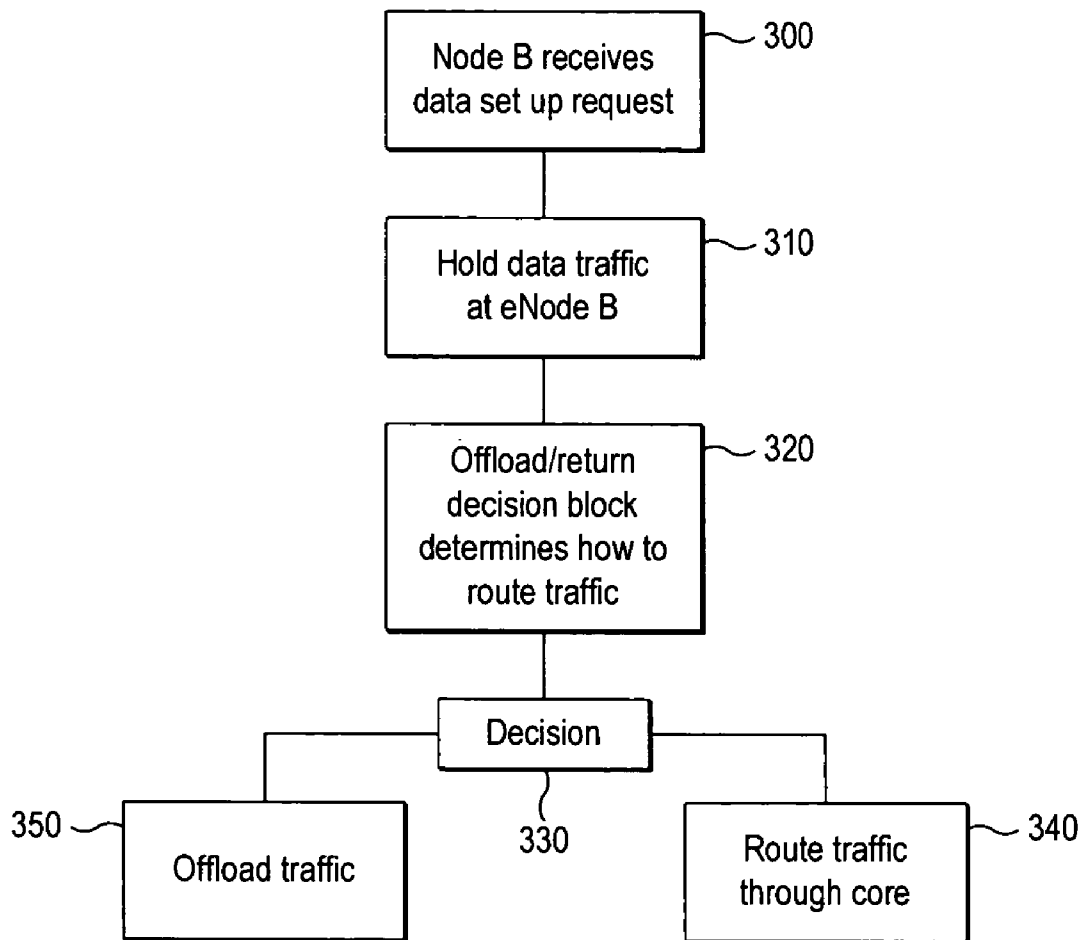 Node B receives
data set up request
300
Hold data traffic
at eNode B
310
Offload/return
decision block
determines how to
route traffic
320
Decision
330
350
Offload traffic
Route traffic
through core
340